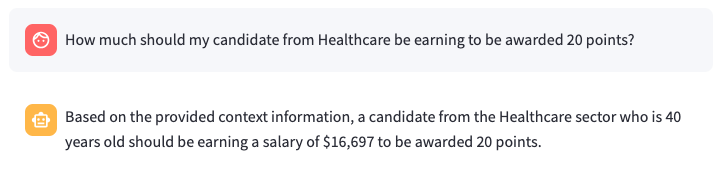 How much should my candidate from Healthcare be earning to be awarded 20 points?
Based on the provided context information, a candidate from the Healthcare sector who is 40
years old should be earning a salary of $16,697 to be awarded 20 points.